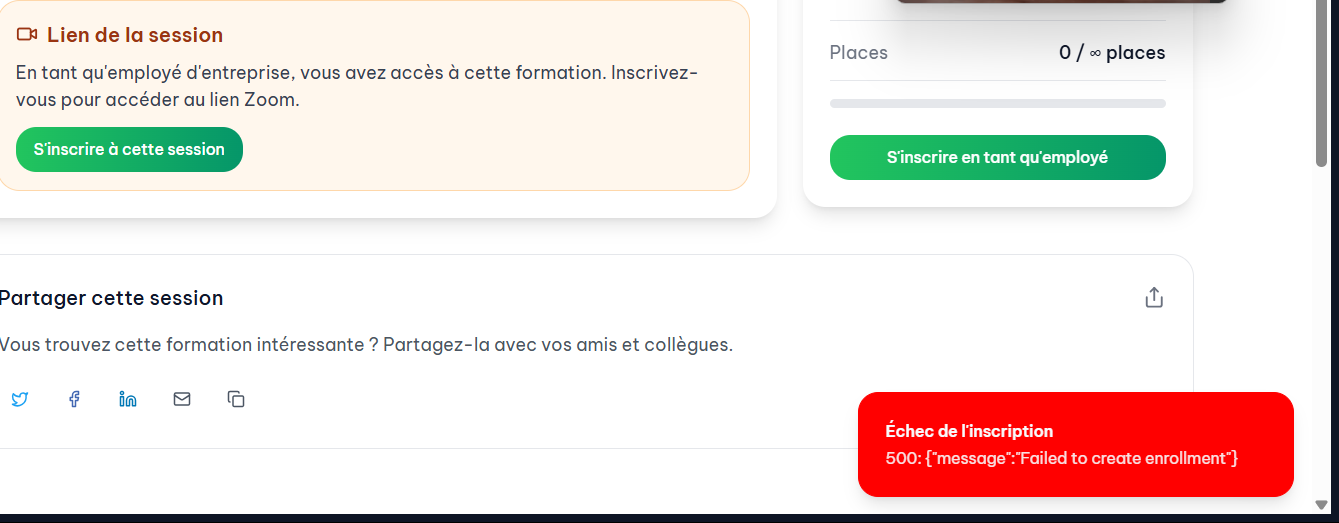 Lien de la session
En tant qu'employé d'entreprise, vous avez accès à cette formation. Inscrivez-
vous pour accéder au lien Zoom.
S'inscrire à cette session
Places 0 / ∞ places
S'inscrire en tant qu'employé
Partager cette session
Vous trouvez cette formation intéressante ? Partagez-la avec vos amis et collègues.
Échec de l'inscription
500: {"message":"Failed to create enrollment"}